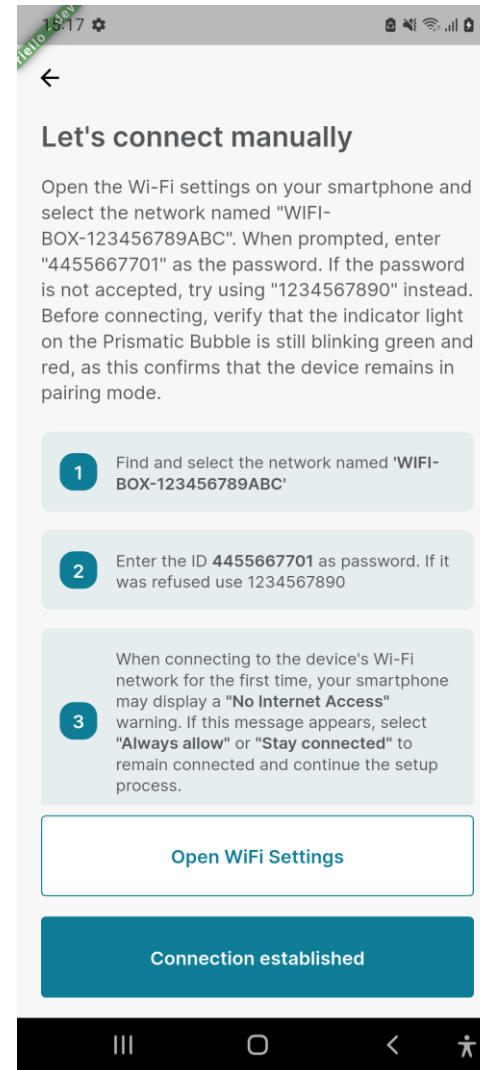 15:17
riello dev
Let's connect manually
Open the Wi-Fi settings on your smartphone and
select the network named "WIFI-
BOX-123456789ABC". When prompted, enter
"4455667701" as the password. If the password
is not accepted, try using "1234567890" instead.
Before connecting, verify that the indicator light
on the Prismatic Bubble is still blinking green and
red, as this confirms that the device remains in
pairing mode.
1
Find and select the network named 'WIFI-
BOX-123456789ABC'
2
Enter the ID 4455667701 as password. If it
was refused use 1234567890
3
When connecting to the device's Wi-Fi
network for the first time, your smartphone
may display a "No Internet Access"
warning. If this message appears, select
"Always allow" or "Stay connected" to
remain connected and continue the setup
process.
Open WiFi Settings
Connection established